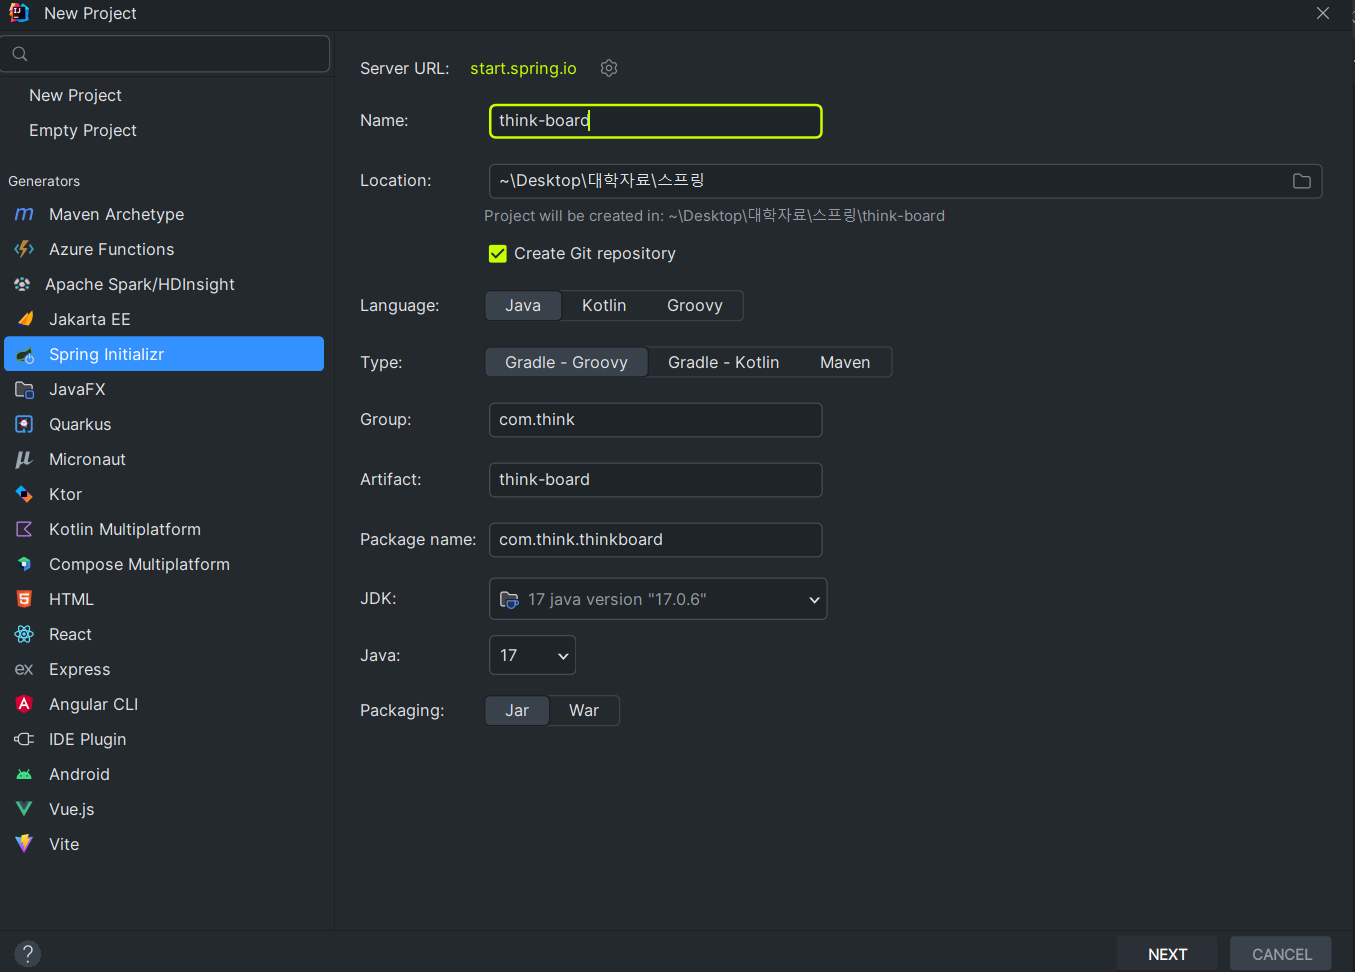 New Project
New Project
Empty Project
Generators
Maven Archetype
Azure Functions
Apache Spark/HDInsight
Jakarta EE
Spring Initializr
JavaFX
Quarkus
Micronaut
Ktor
Kotlin Multiplatform
Compose Multiplatform
HTML
React
ex Express
Angular CLI
IDE Plugin
Android
Vue.js
Vite
?
Server URL: start.spring.io
Name: think-board
Location: ~\Desktop\대학자료\스프링
Project will be created in: ~\Desktop\대학자료\스프링\think-board
Create Git repository
Language: Java Kotlin Groovy
Type: Gradle - Groovy Gradle - Kotlin Maven
Group: com.think
Artifact: think-board
Package name: com.think.thinkboard
JDK: 17 java version "17.0.6"
Java: 17
Packaging: Jar War
NEXT CANCEL